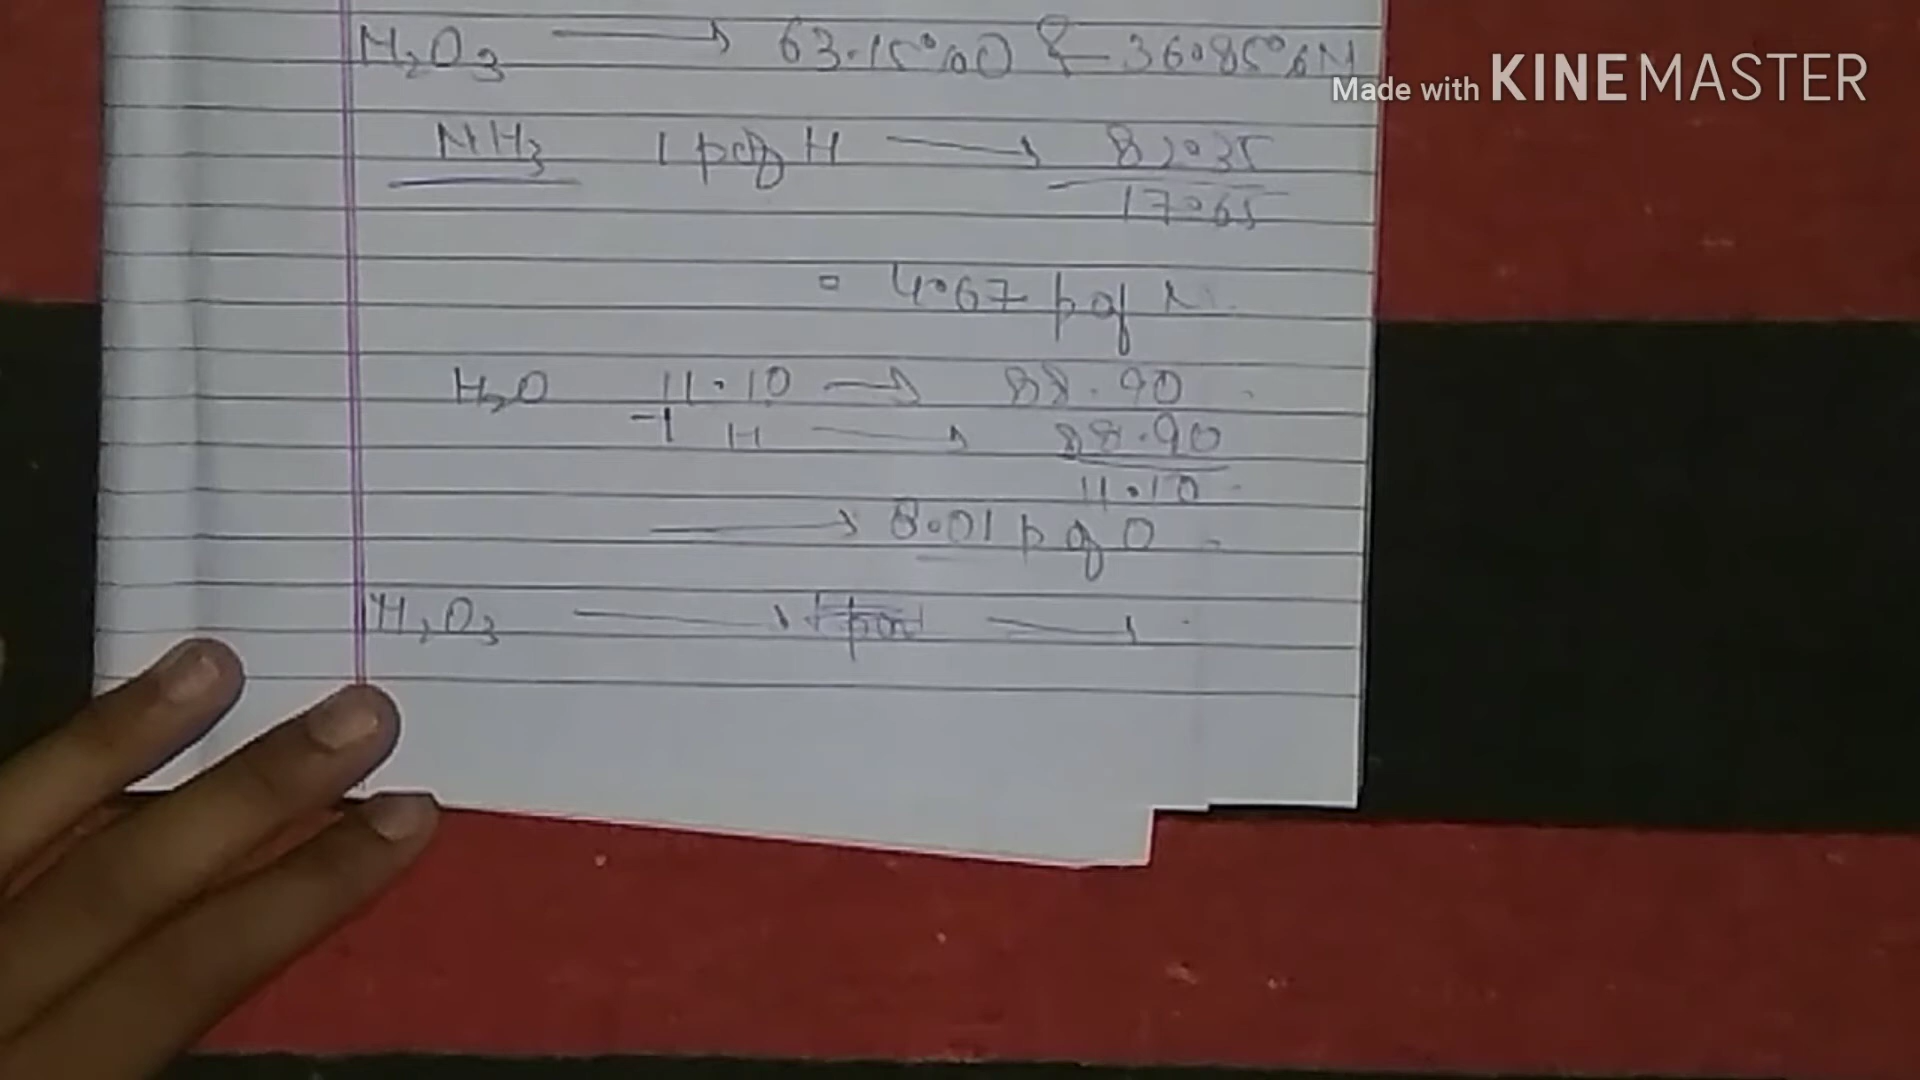 N₂O₃ → 63.15% O & 36.85% N
Made with KINEMASTER
NH₃ 1 p of H → 82.35
17.65
= 4.67 p of N.
H₂O 11.10 → 88.90
-1 H → 88.90
11.10
→ 8.01 p of O
N₂O₃ → →